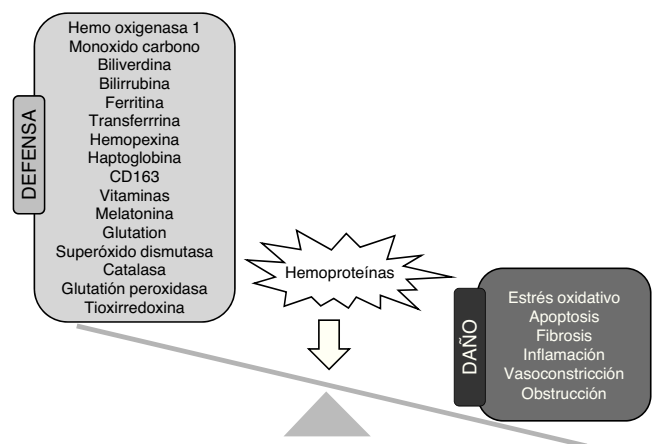 DEFENSA
Hemo oxigenasa 1
Monoxido carbono
Biliverdina
Bilirrubina
Ferritina
Transferrrina
Hemopexina
Haptoglobina
CD163
Vitaminas
Melatonina
Glutation
Superóxido dismutasa
Catalasa
Glutatión peroxidasa
Tioxirredoxina
Hemoproteínas
DAÑO
Estrés oxidativo
Apoptosis
Fibrosis
Inflamación
Vasoconstricción
Obstrucción